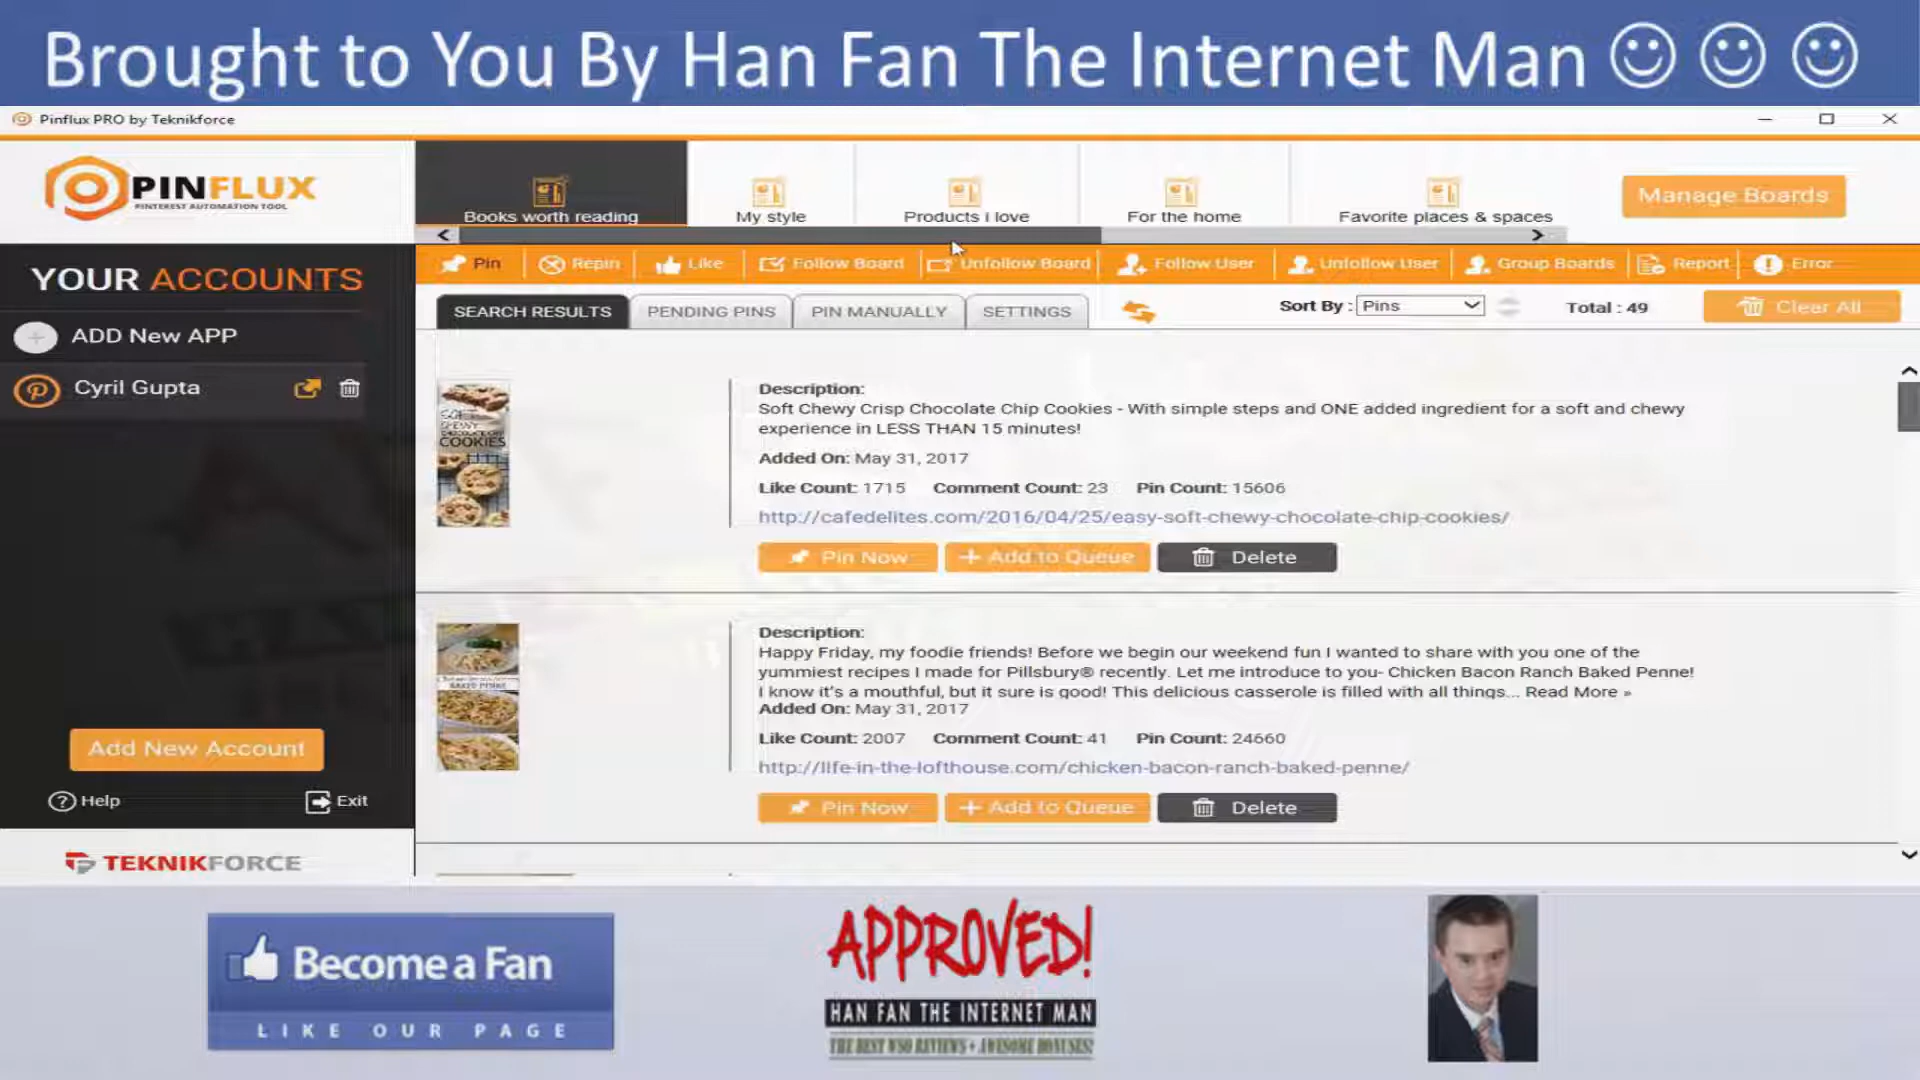 Brought to You By Han Fan The Internet Man
Pinflux PRO by Teknikforce
PINFLUX
PINTEREST AUTOMATION TOOL
Books worth reading
My style
Products i love
For the home
Favorite places & spaces
Manage Boards
YOUR ACCOUNTS
Pin
Repin
Like
Follow Board
Unfollow Board
Follow User
Unfollow User
Group Boards
Report
Error
ADD New APP
SEARCH RESULTS
PENDING PINS
PIN MANUALLY
SETTINGS
Sort By : Pins
Total : 49
Clear All
Cyril Gupta
COOKIES
Description:
Soft Chewy Crisp Chocolate Chip Cookies - With simple steps and ONE added ingredient for a soft and chewy
experience in LESS THAN 15 minutes!
Added On: May 31, 2017
Like Count: 1715 Comment Count: 23 Pin Count: 15606
http://cafedelites.com/2016/04/25/easy-soft-chewy-chocolate-chip-cookies/
Pin Now
+ Add to Queue
Delete
BAKED PENNE
Description:
Happy Friday, my foodie friends! Before we begin our weekend fun I wanted to share with you one of the
yummiest recipes I made for Pillsbury® recently. Let me introduce to you- Chicken Bacon Ranch Baked Penne!
I know it's a mouthful, but it sure is good! This delicious casserole is filled with all things... Read More »
Added On: May 31, 2017
Like Count: 2007 Comment Count: 41 Pin Count: 24660
http://life-in-the-lofthouse.com/chicken-bacon-ranch-baked-penne/
Pin Now
+ Add to Queue
Delete
Add New Account
Help
Exit
TEKNIKFORCE
Become a Fan
LIKE OUR PAGE
APPROVED!
HAN FAN THE INTERNET MAN
THE BEST WSO REVIEWS + AWESOME BONUSES!